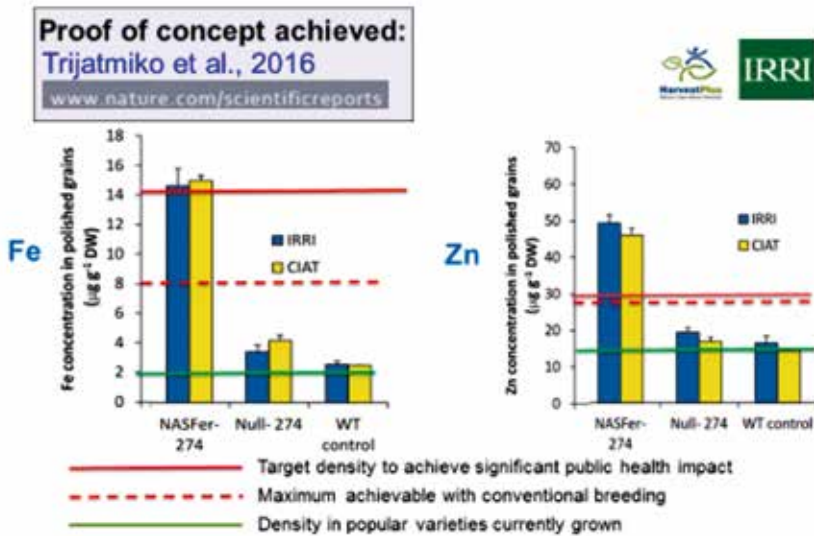 Proof of concept achieved:
Trijatmiko et al., 2016
www.nature.com/scientificreports
HarvestPlus
IRRI
Fe
Fe concentration in polished grains
(µg g⁻¹ DW)
18
16
14
12
10
8
6
4
2
0
IRRI
CIAT
NASFer-
274
Null- 274
WT
control
Zn
Zn concentration in polished grains
(µg g⁻¹ DW)
70
60
50
40
30
20
10
0
IRRI
CIAT
NASFer-
274
Null- 274
WT control
Target density to achieve significant public health impact
Maximum achievable with conventional breeding
Density in popular varieties currently grown